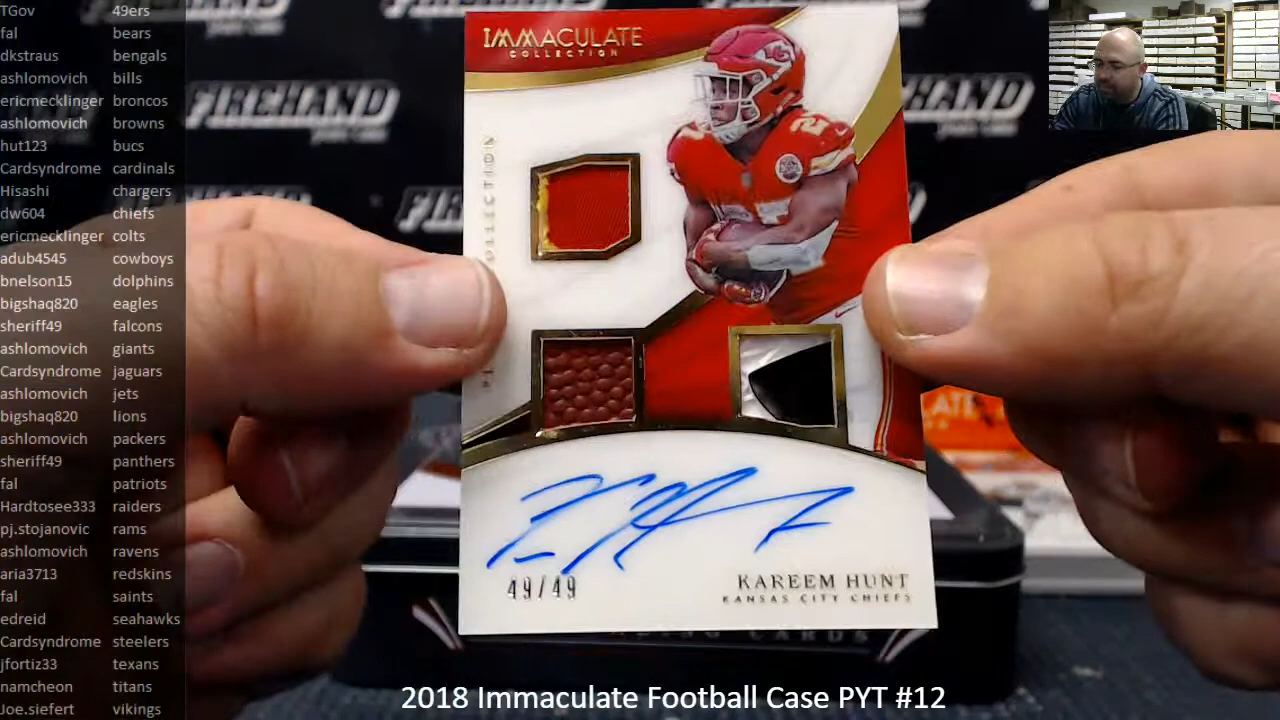 TGov 49ers
fal bears
dkstraus bengals
ashlomovich bills
ericmecklinger broncos
ashlomovich browns
hut123 bucs
Cardsyndrome cardinals
Hisashi chargers
dw604 chiefs
ericmecklinger colts
adub4545 cowboys
bnelson15 dolphins
bigshaq820 eagles
sheriff49 falcons
ashlomovich giants
Cardsyndrome jaguars
ashlomovich jets
bigshaq820 lions
ashlomovich packers
sheriff49 panthers
fal patriots
Hardtosee333 raiders
pj.stojanovic rams
ashlomovich ravens
aria3713 redskins
fal saints
edreid seahawks
Cardsyndrome steelers
jfortiz33 texans
namcheon titans
Joe.siefert vikings
FIREHAND
IMMACULATE
COLLECTION
49/49
KAREEM HUNT
KANSAS CITY CHIEFS
CARDS
2018 Immaculate Football Case PYT #12